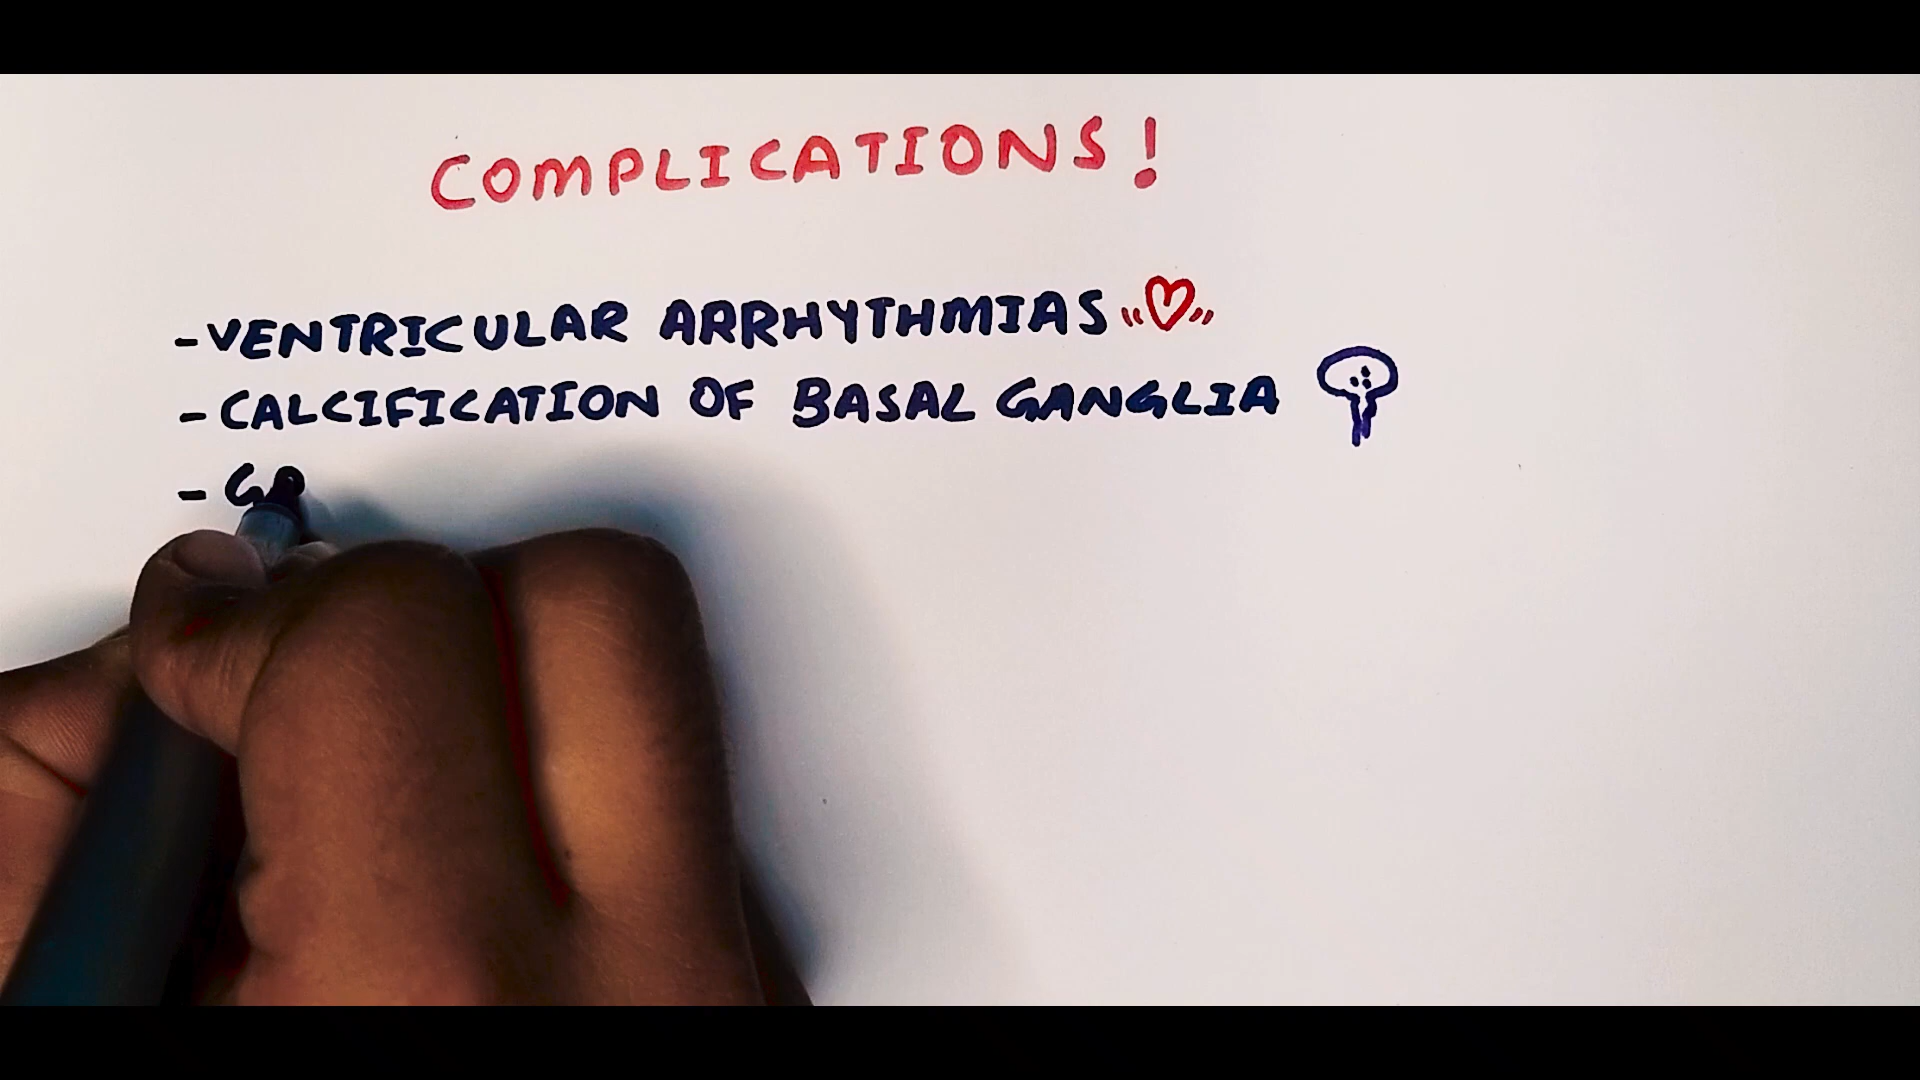 COMPLICATIONS!
- VENTRICULAR ARRHYTHMIAS
- CALCIFICATION OF BASAL GANGLIA
-